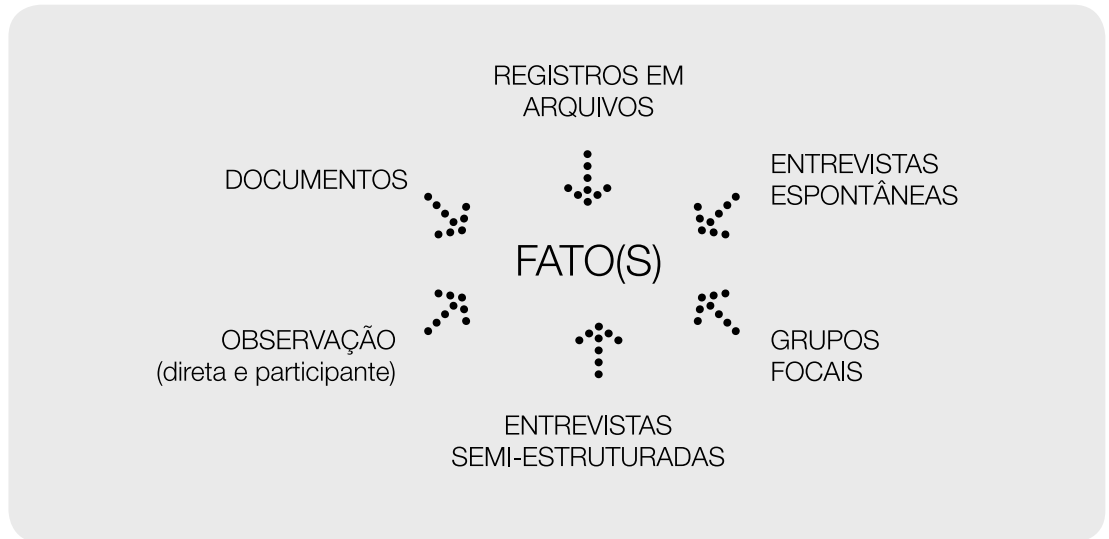 REGISTROS EM
ARQUIVOS
DOCUMENTOS
ENTREVISTAS
ESPONTÂNEAS
FATO(S)
OBSERVAÇÃO
(direta e participante)
GRUPOS
FOCAIS
ENTREVISTAS
SEMI-ESTRUTURADAS